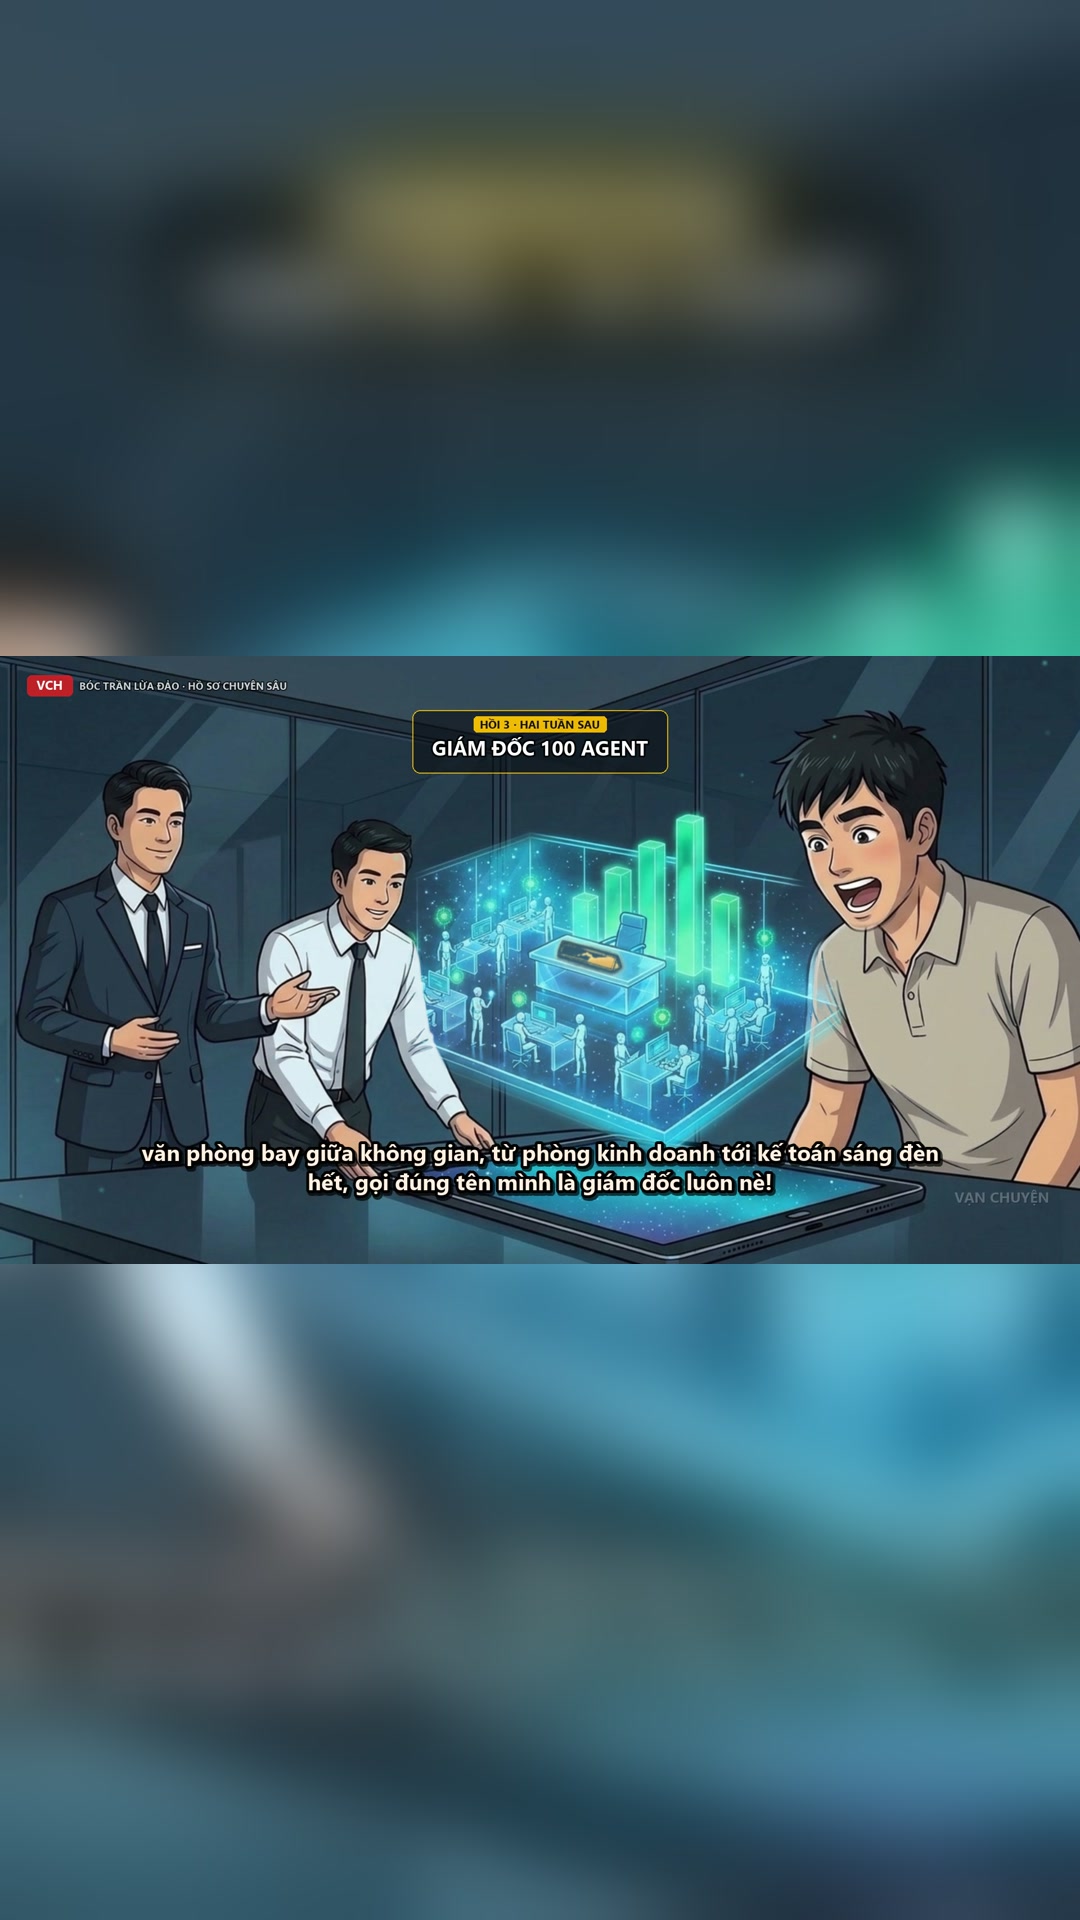 VCH BÓC TRẦN LỪA ĐẢO · HỒ SƠ CHUYÊN SÂU
HỒI 3 · HAI TUẦN SAU
GIÁM ĐỐC 100 AGENT
văn phòng bay giữa không gian, từ phòng kinh doanh tới kế toán sáng đèn
hết, gọi đúng tên mình là giám đốc luôn nè!
VẠN CHUYỆN